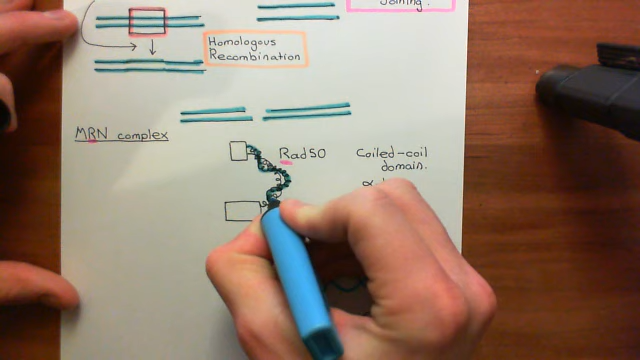 Joining.
Homologous
Recombination
MRN complex
Rad50
Coiled-coil
domain.